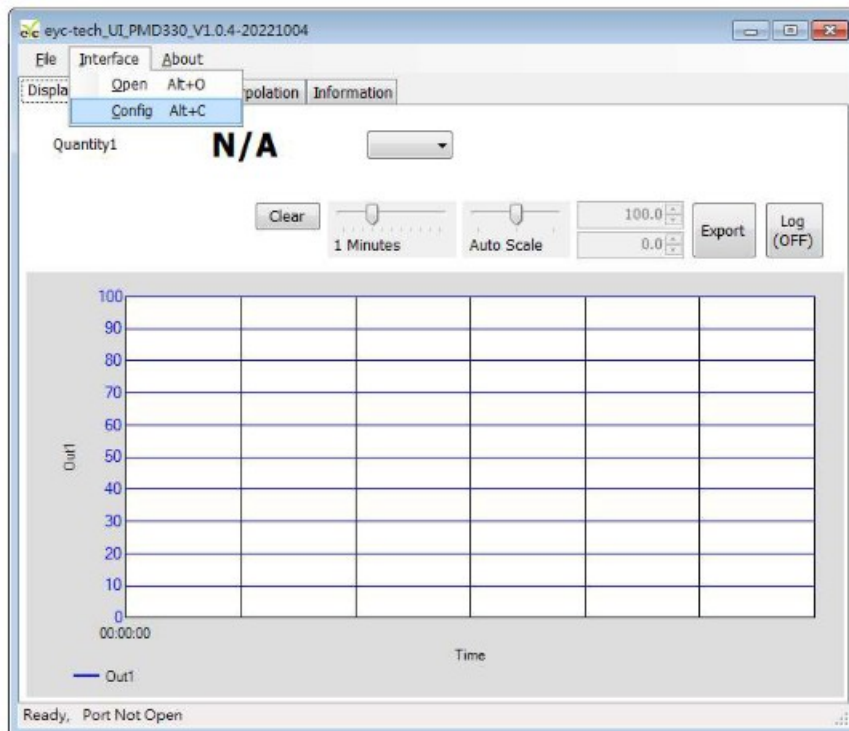 eyc-tech_UI_PMD330_V1.0.4-20221004
File Interface About
Open Alt+O
Config Alt+C
Information
Quantity1 N/A
Clear
1 Minutes
Auto Scale
100.0
0.0
Export
Log
(OFF)
100
90
80
70
60
50
40
30
20
10
0
Out1
00:00:00
Time
Out1
Ready, Port Not Open